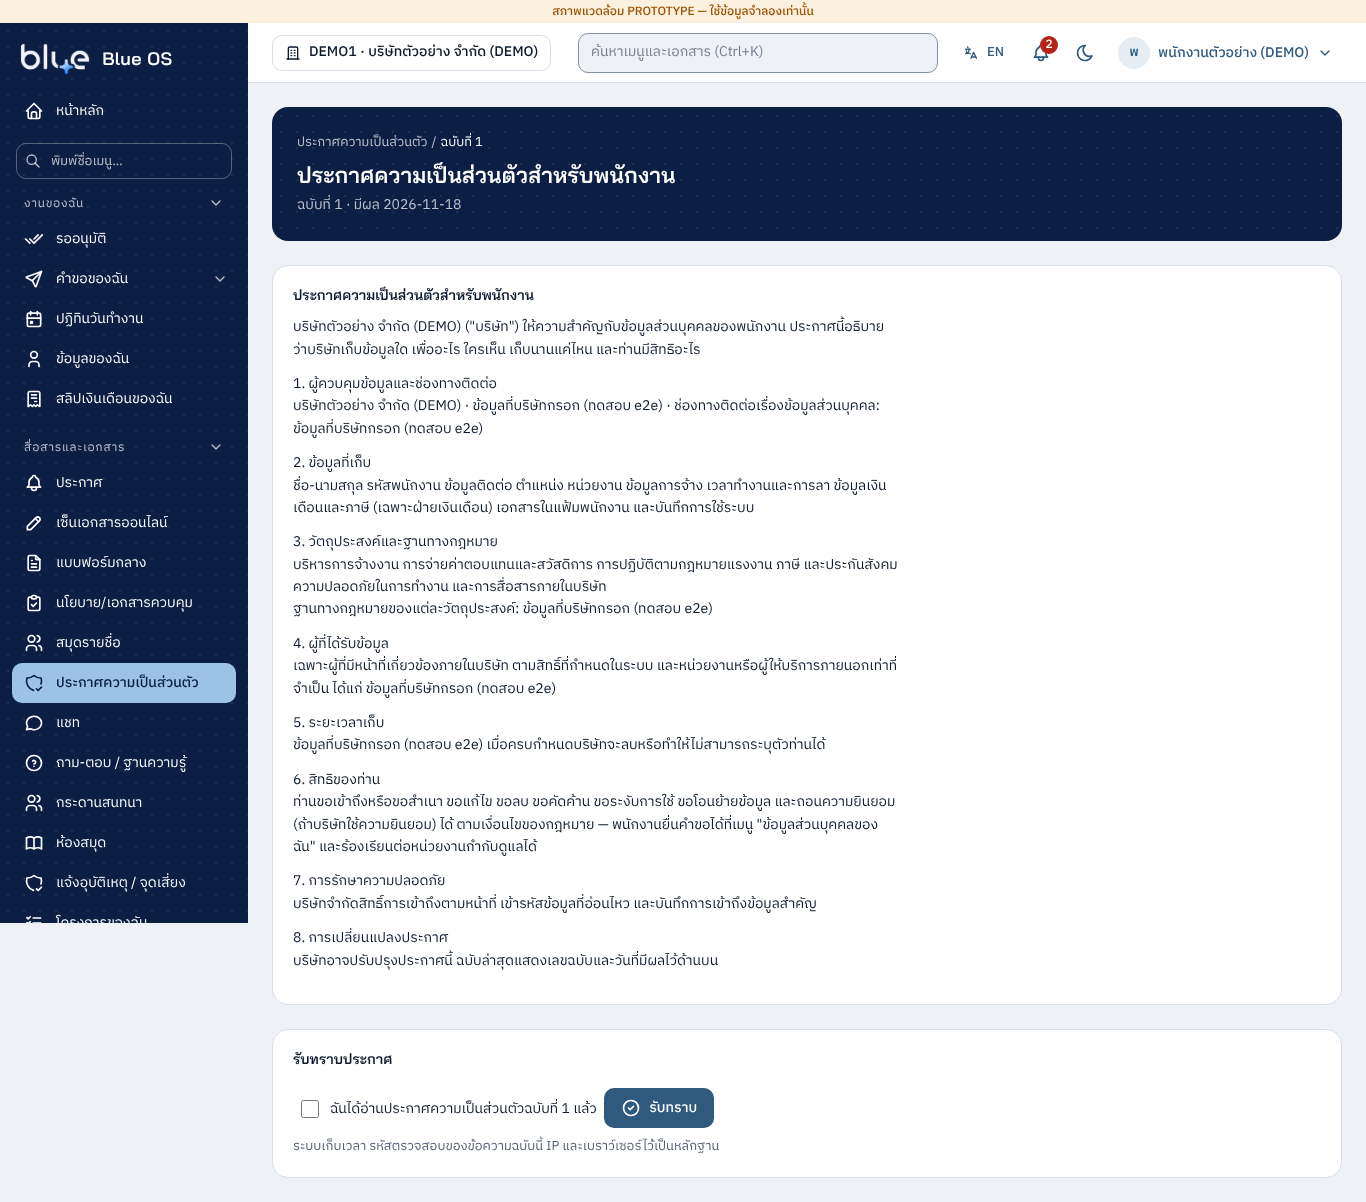 สภาพแวดล้อม PROTOTYPE — ใช้ข้อมูลจำลองเท่านั้น
blue Blue OS
DEMO1 · บริษัทตัวอย่าง จำกัด (DEMO)
ค้นหาเมนูและเอกสาร (Ctrl+K)
EN
2
พ
พนักงานตัวอย่าง (DEMO)
หน้าหลัก
พิมพ์ชื่อเมนู...
งานของฉัน
รออนุมัติ
คำขอของฉัน
ปฏิทินวันทำงาน
ข้อมูลของฉัน
สลิปเงินเดือนของฉัน
สื่อสารและเอกสาร
ประกาศ
เซ็นเอกสารออนไลน์
แบบฟอร์มกลาง
นโยบาย/เอกสารควบคุม
สมุดรายชื่อ
ประกาศความเป็นส่วนตัว
แชท
ถาม-ตอบ / ฐานความรู้
กระดานสนทนา
ห้องสมุด
แจ้งอุบัติเหตุ / จุดเสี่ยง
โครงการของฉัน
ประกาศความเป็นส่วนตัว / ฉบับที่ 1
ประกาศความเป็นส่วนตัวสำหรับพนักงาน
ฉบับที่ 1 · มีผล 2026-11-18
ประกาศความเป็นส่วนตัวสำหรับพนักงาน
บริษัทตัวอย่าง จำกัด (DEMO) ("บริษัท") ให้ความสำคัญกับข้อมูลส่วนบุคคลของพนักงาน ประกาศนี้อธิบาย
ว่าบริษัทเก็บข้อมูลใด เพื่ออะไร ใครเห็น เก็บนานแค่ไหน และท่านมีสิทธิอะไร
1. ผู้ควบคุมข้อมูลและช่องทางติดต่อ
บริษัทตัวอย่าง จำกัด (DEMO) · ข้อมูลที่บริษัทกรอก (ทดสอบ e2e) · ช่องทางติดต่อเรื่องข้อมูลส่วนบุคคล:
ข้อมูลที่บริษัทกรอก (ทดสอบ e2e)
2. ข้อมูลที่เก็บ
ชื่อ-นามสกุล รหัสพนักงาน ข้อมูลติดต่อ ตำแหน่ง หน่วยงาน ข้อมูลการจ้าง เวลาทำงานและการลา ข้อมูลเงิน
เดือนและภาษี (เฉพาะฝ่ายเงินเดือน) เอกสารในแฟ้มพนักงาน และบันทึกการใช้ระบบ
3. วัตถุประสงค์และฐานทางกฎหมาย
บริหารการจ้างงาน การจ่ายค่าตอบแทนและสวัสดิการ การปฏิบัติตามกฎหมายแรงงาน ภาษี และประกันสังคม
ความปลอดภัยในการทำงาน และการสื่อสารภายในบริษัท
ฐานทางกฎหมายของแต่ละวัตถุประสงค์: ข้อมูลที่บริษัทกรอก (ทดสอบ e2e)
4. ผู้ที่ได้รับข้อมูล
เฉพาะผู้ที่มีหน้าที่เกี่ยวข้องภายในบริษัท ตามสิทธิ์ที่กำหนดในระบบ และหน่วยงานหรือผู้ให้บริการภายนอกเท่าที่
จำเป็น ได้แก่ ข้อมูลที่บริษัทกรอก (ทดสอบ e2e)
5. ระยะเวลาเก็บ
ข้อมูลที่บริษัทกรอก (ทดสอบ e2e) เมื่อครบกำหนดบริษัทจะลบหรือทำให้ไม่สามารถระบุตัวท่านได้
6. สิทธิของท่าน
ท่านขอเข้าถึงหรือขอสำเนา ขอแก้ไข ขอลบ ขอคัดค้าน ขอระงับการใช้ ขอโอนย้ายข้อมูล และถอนความยินยอม
(ถ้าบริษัทใช้ความยินยอม) ได้ ตามเงื่อนไขของกฎหมาย — พนักงานยื่นคำขอได้ที่เมนู "ข้อมูลส่วนบุคคลของ
ฉัน" และร้องเรียนต่อหน่วยงานกำกับดูแลได้
7. การรักษาความปลอดภัย
บริษัทจำกัดสิทธิ์การเข้าถึงตามหน้าที่ เข้ารหัสข้อมูลที่อ่อนไหว และบันทึกการเข้าถึงข้อมูลสำคัญ
8. การเปลี่ยนแปลงประกาศ
บริษัทอาจปรับปรุงประกาศนี้ ฉบับล่าสุดแสดงเลขฉบับและวันที่มีผลไว้ด้านบน
รับทราบประกาศ
ฉันได้อ่านประกาศความเป็นส่วนตัวฉบับที่ 1 แล้ว
รับทราบ
ระบบเก็บเวลา รหัสตรวจสอบของข้อความฉบับนี้ IP และเบราว์เซอร์ไว้เป็นหลักฐาน